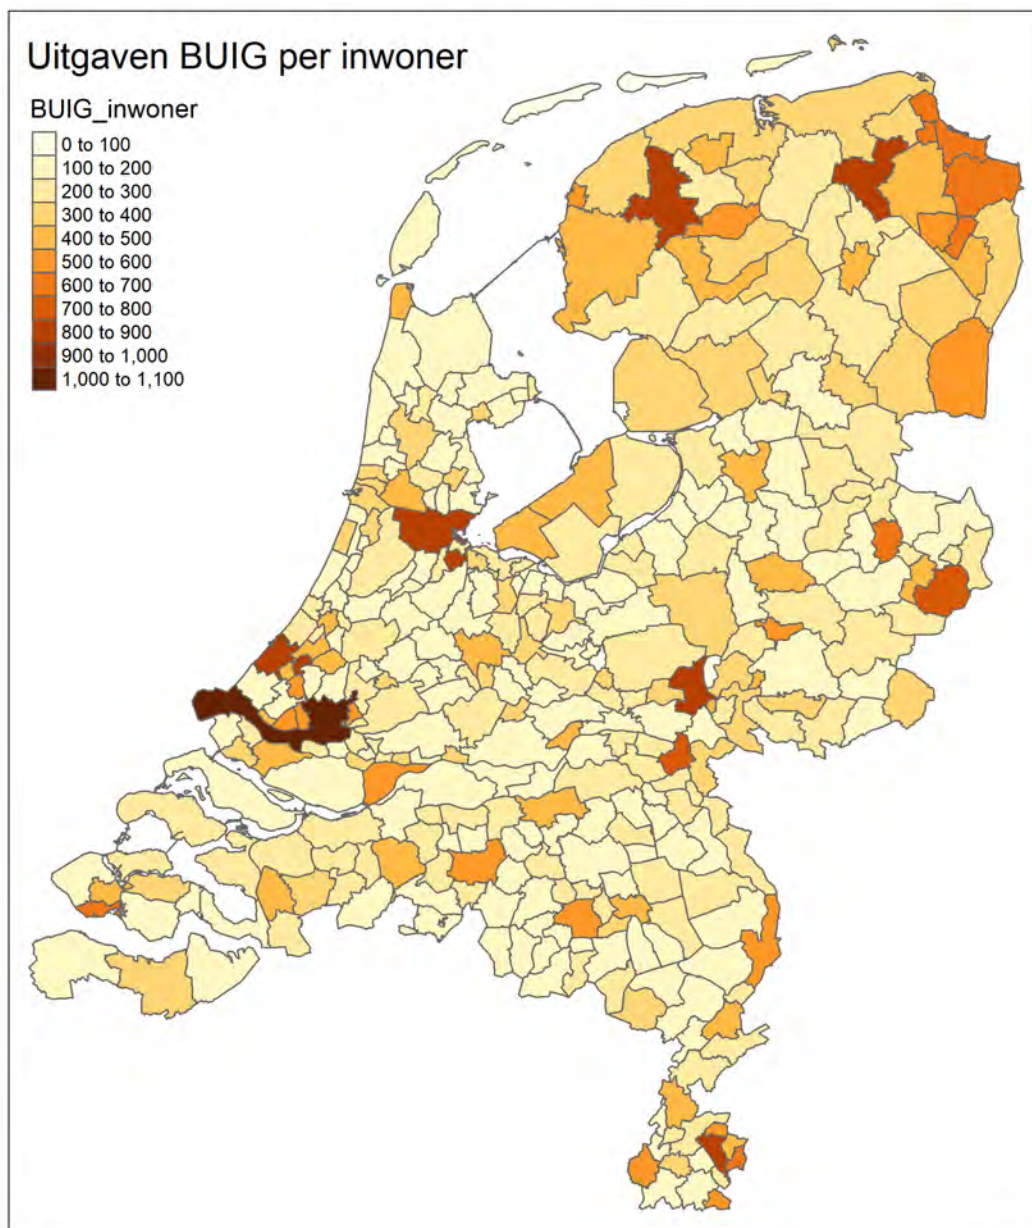 Uitgaven BUIG per inwoner
BUIG_inwoner
0 to 100
100 to 200
200 to 300
300 to 400
400 to 500
500 to 600
600 to 700
700 to 800
800 to 900
900 to 1,000
1,000 to 1,100